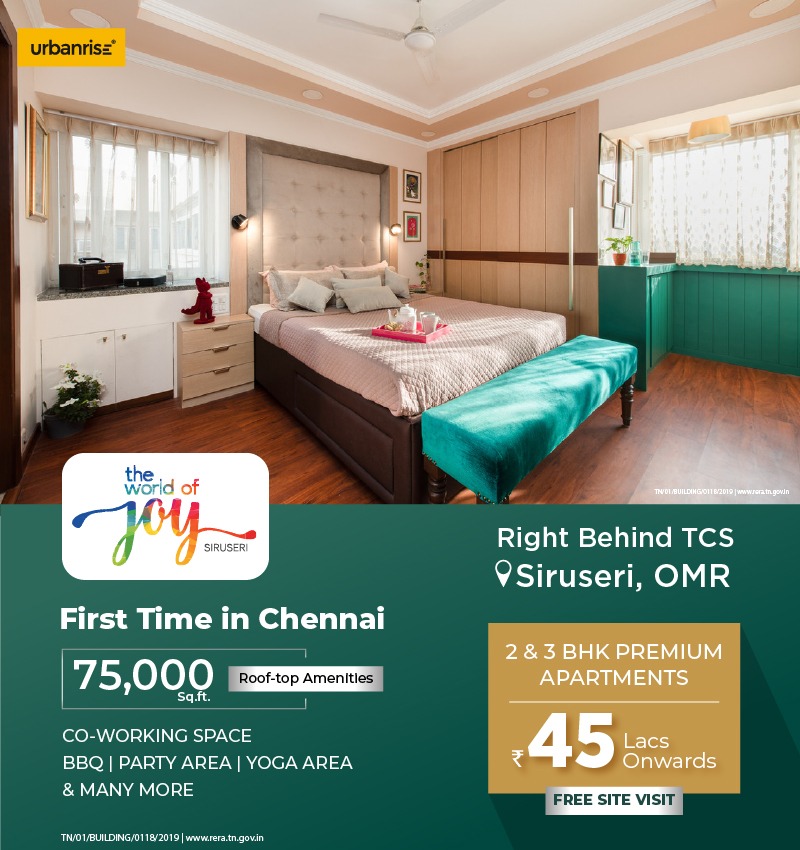 urbanrise®
TN/01/BUILDING/0118/2019 | www.rera.tn.gov.in
the
world of
joy
SIRUSERI
Right Behind TCS
Siruseri, OMR
First Time in Chennai
75,000
Sq.ft.
Roof-top Amenities
CO-WORKING SPACE
BBQ | PARTY AREA | YOGA AREA
& MANY MORE
2 & 3 BHK PREMIUM
APARTMENTS
₹ 45 Lacs
Onwards
FREE SITE VISIT
TN/01/BUILDING/0118/2019 | www.rera.tn.gov.in